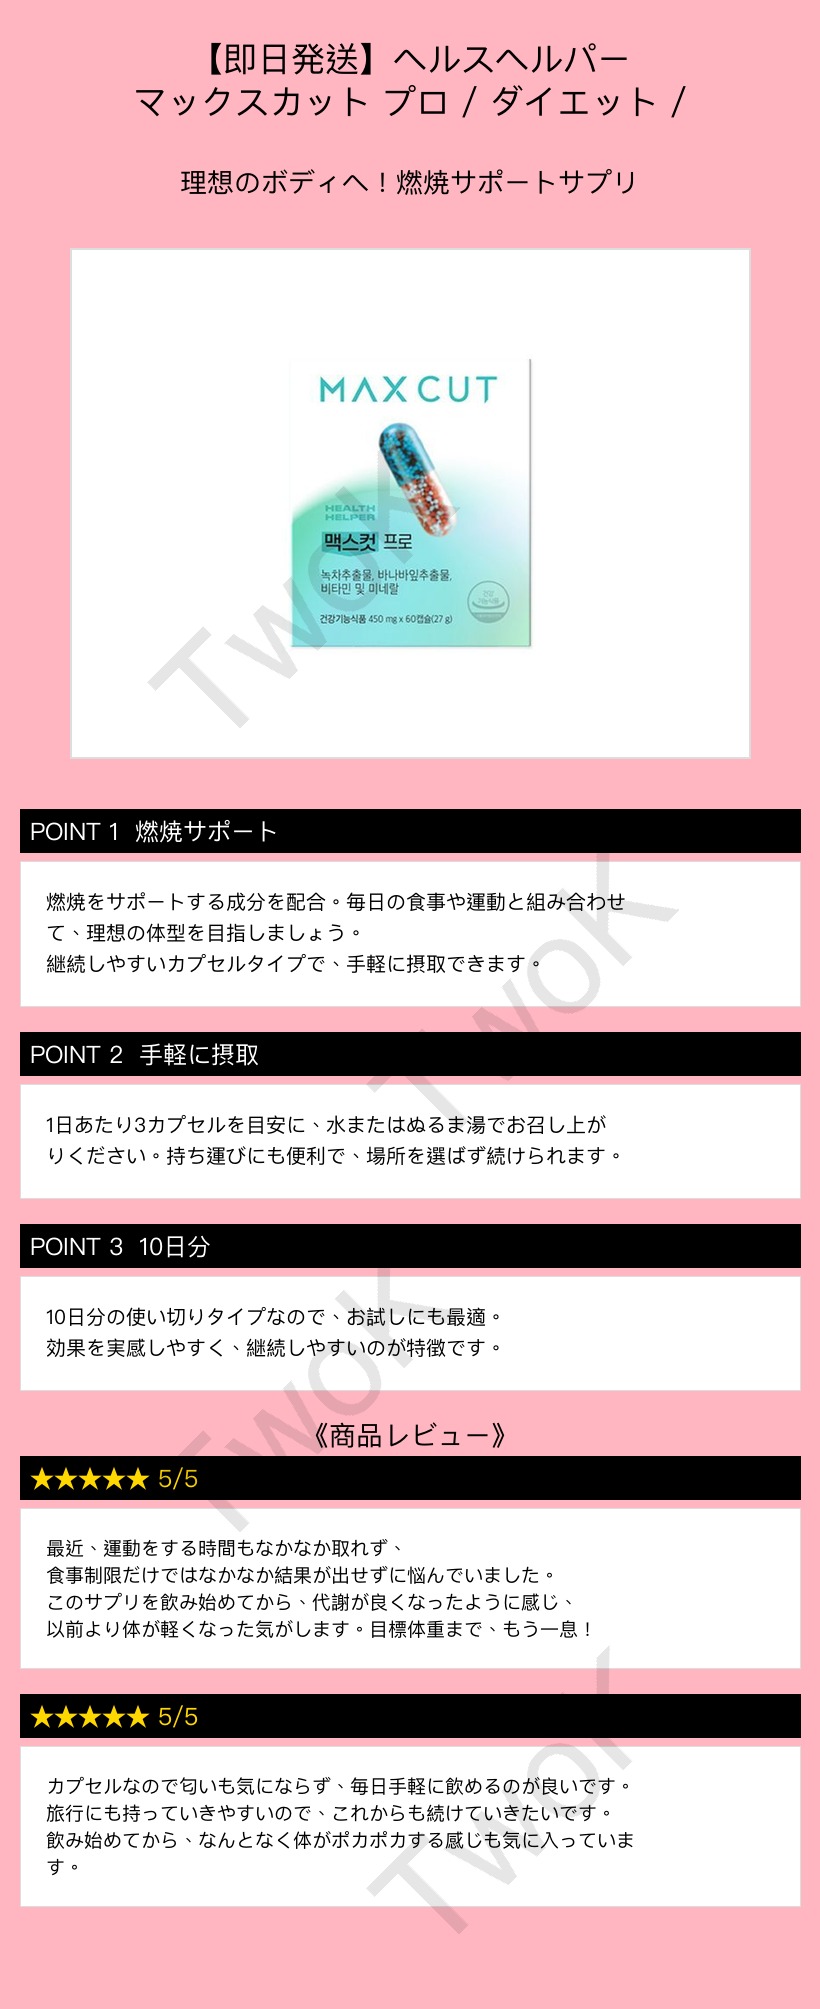 【即日発送】ヘルスヘルパー
マックスカット プロ / ダイエット /
理想のボディへ！燃焼サポートサプリ
MAXCUT
HEALTH
HELPER
맥스컷 프로
녹차추출물, 바나바잎추출물,
비타민 및 미네랄
건강
기능식품
건강기능식품 450 mg x 60캡슐(27 g)
TwoK
POINT 1 燃焼サポート
燃焼をサポートする成分を配合。毎日の食事や運動と組み合わせ
て、理想の体型を目指しましょう。
継続しやすいカプセルタイプで、手軽に摂取できます。
TwoK
POINT 2 手軽に摂取
1日あたり3カプセルを目安に、水またはぬるま湯でお召し上が
りください。持ち運びにも便利で、場所を選ばず続けられます。
POINT 3 10日分
10日分の使い切りタイプなので、お試しにも最適。
効果を実感しやすく、継続しやすいのが特徴です。
TwoK
《商品レビュー》
★★★★★ 5/5
最近、運動をする時間もなかなか取れず、
食事制限だけではなかなか結果が出せずに悩んでいました。
このサプリを飲み始めてから、代謝が良くなったように感じ、
以前より体が軽くなった気がします。目標体重まで、もう一息！
★★★★★ 5/5
カプセルなので匂いも気にならず、毎日手軽に飲めるのが良いです。
旅行にも持っていきやすいので、これからも続けていきたいです。
飲み始めてから、なんとなく体がポカポカする感じも気に入っていま
す。
TwoK